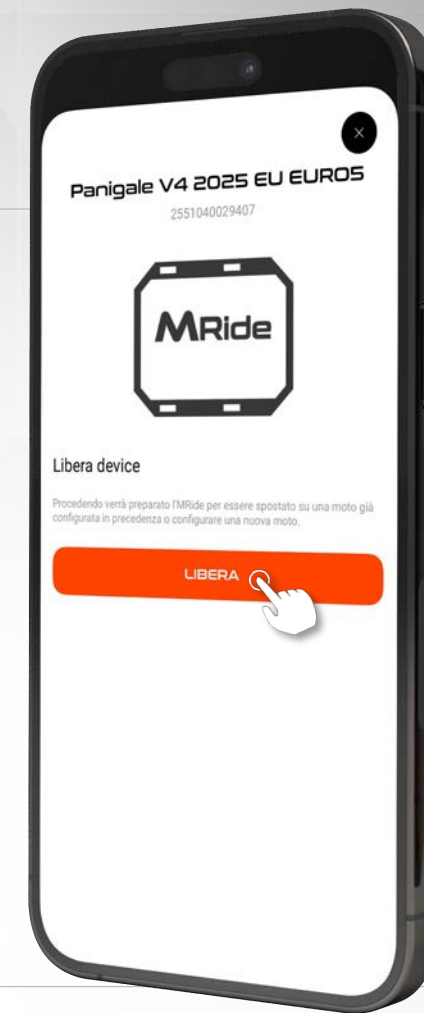 Panigale V4 2025 EU EURO5
2551040029407
MRide
Libera device
Procedendo verrà preparato l'MRide per essere spostato su una moto già
configurata in precedenza o configurare una nuova moto.
LIBERA